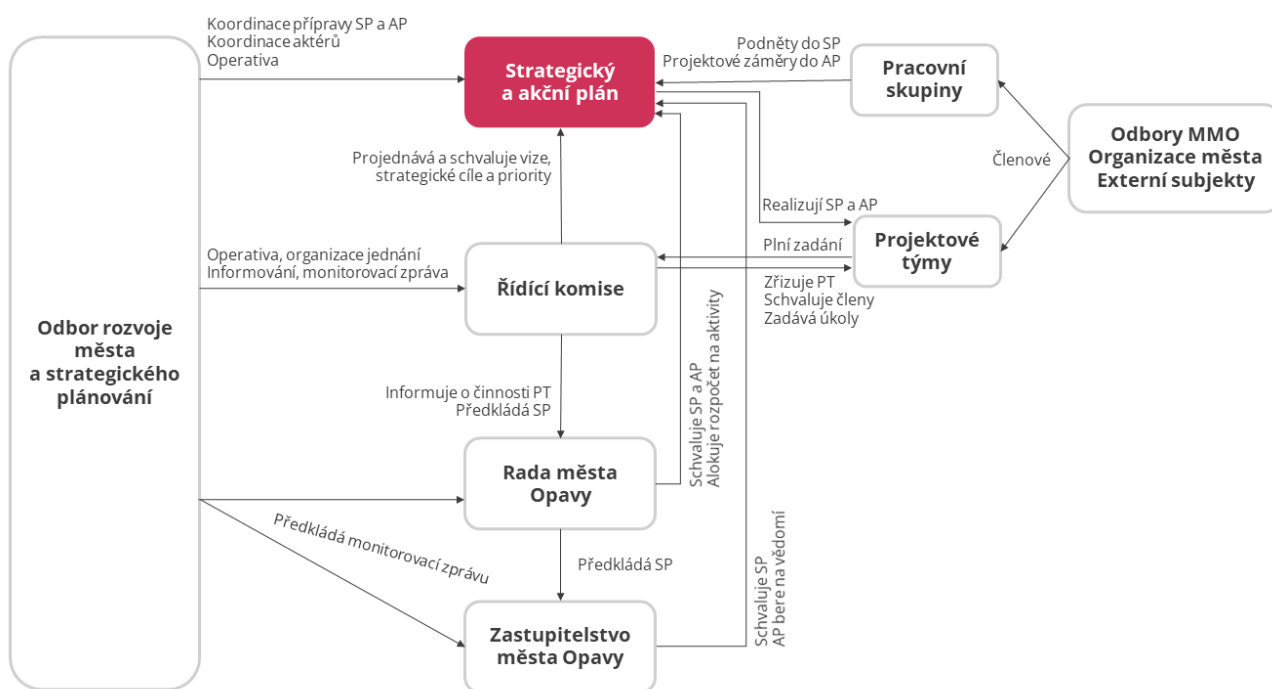 Koordinace přípravy SP a AP
Koordinace aktérů
Operativa
Strategický
a akční plán
Podněty do SP
Projektové záměry do AP
Pracovní
skupiny
Odbory MMO
Organizace města
Externí subjekty
Členové
Projednává a schvaluje vize,
strategické cíle a priority
Realizují SP a AP
Projektové
týmy
Plní zadání
Operativa, organizace jednání
Informování, monitorovací zpráva
Řídící komise
Zřizuje PT
Schvaluje členy
Zadává úkoly
Odbor rozvoje
města
a strategického
plánování
Informuje o činnosti PT
Předkládá SP
Schvaluje SP a AP
Alokuje rozpočet na aktivity
Rada města
Opavy
Předkládá monitorovací zprávu
Předkládá SP
Schvaluje SP
AP bere na vědomí
Zastupitelstvo
města Opavy